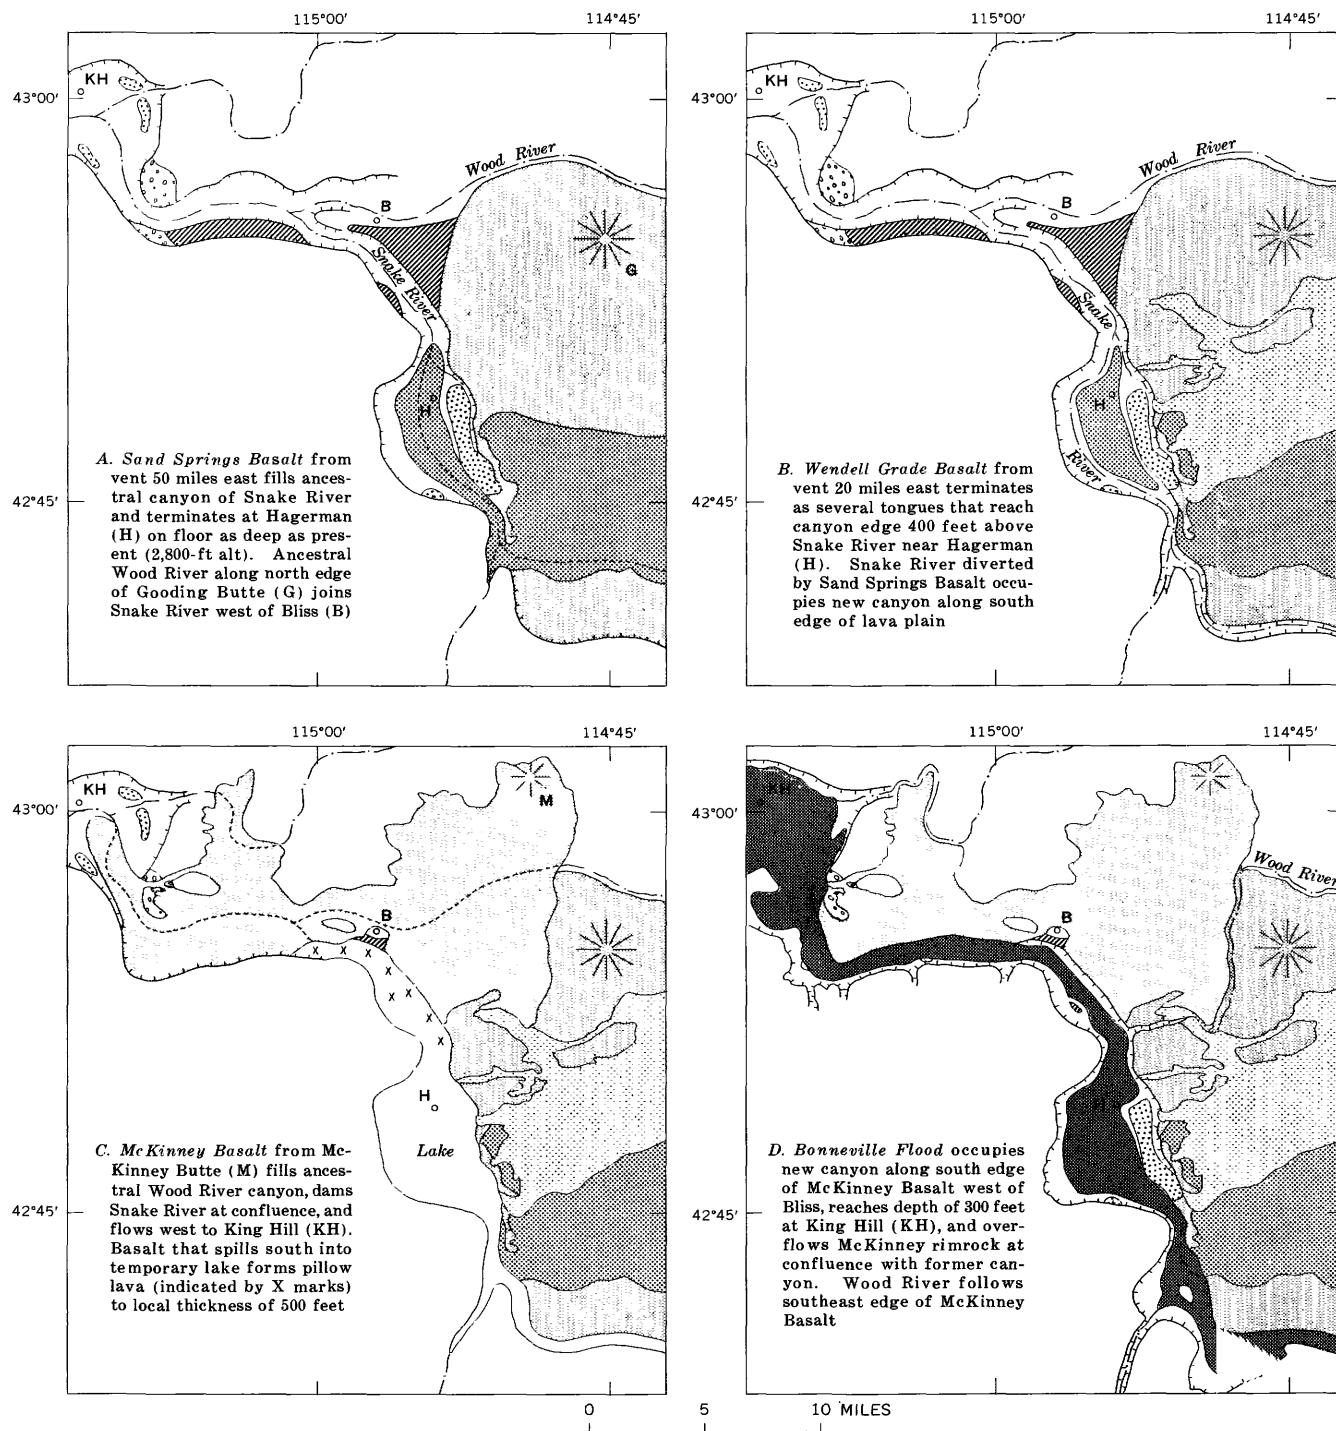 115°00'
114°45'
43°00'
KH
Wood River
B
Snake River
G
H
42°45'
A. Sand Springs Basalt from
vent 50 miles east fills ances-
tral canyon of Snake River
and terminates at Hagerman
(H) on floor as deep as pres-
ent (2,800-ft alt). Ancestral
Wood River along north edge
of Gooding Butte (G) joins
Snake River west of Bliss (B)
115°00'
114°45'
43°00'
KH
Wood River
B
Snake
H
River
42°45'
B. Wendell Grade Basalt from
vent 20 miles east terminates
as several tongues that reach
canyon edge 400 feet above
Snake River near Hagerman
(H). Snake River diverted
by Sand Springs Basalt occu-
pies new canyon along south
edge of lava plain
115°00'
114°45'
43°00'
KH
M
B
X X X
X
X X
X
X
H
Lake
42°45'
C. McKinney Basalt from Mc-
Kinney Butte (M) fills ances-
tral Wood River canyon, dams
Snake River at confluence, and
flows west to King Hill (KH).
Basalt that spills south into
temporary lake forms pillow
lava (indicated by X marks)
to local thickness of 500 feet
115°00'
114°45'
43°00'
KH
Wood River
B
H
42°45'
D. Bonneville Flood occupies
new canyon along south edge
of McKinney Basalt west of
Bliss, reaches depth of 300 feet
at King Hill (KH), and over-
flows McKinney rimrock at
confluence with former can-
yon. Wood River follows
southeast edge of McKinney
Basalt
0 5 10 MILES